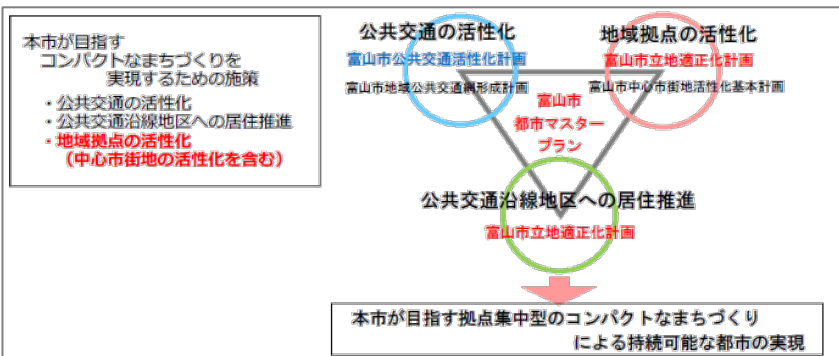 本市が目指す
コンパクトなまちづくりを
実現するための施策
・公共交通の活性化
・公共交通沿線地区への居住推進
・地域拠点の活性化
（中心市街地の活性化を含む）
公共交通の活性化
富山市公共交通活性化計画
富山市地域公共交通網形成計画
地域拠点の活性化
富山市立地適正化計画
富山市中心市街地活性化基本計画
富山市
都市マスター
プラン
公共交通沿線地区への居住推進
富山市立地適正化計画
本市が目指す拠点集中型のコンパクトなまちづくり
による持続可能な都市の実現